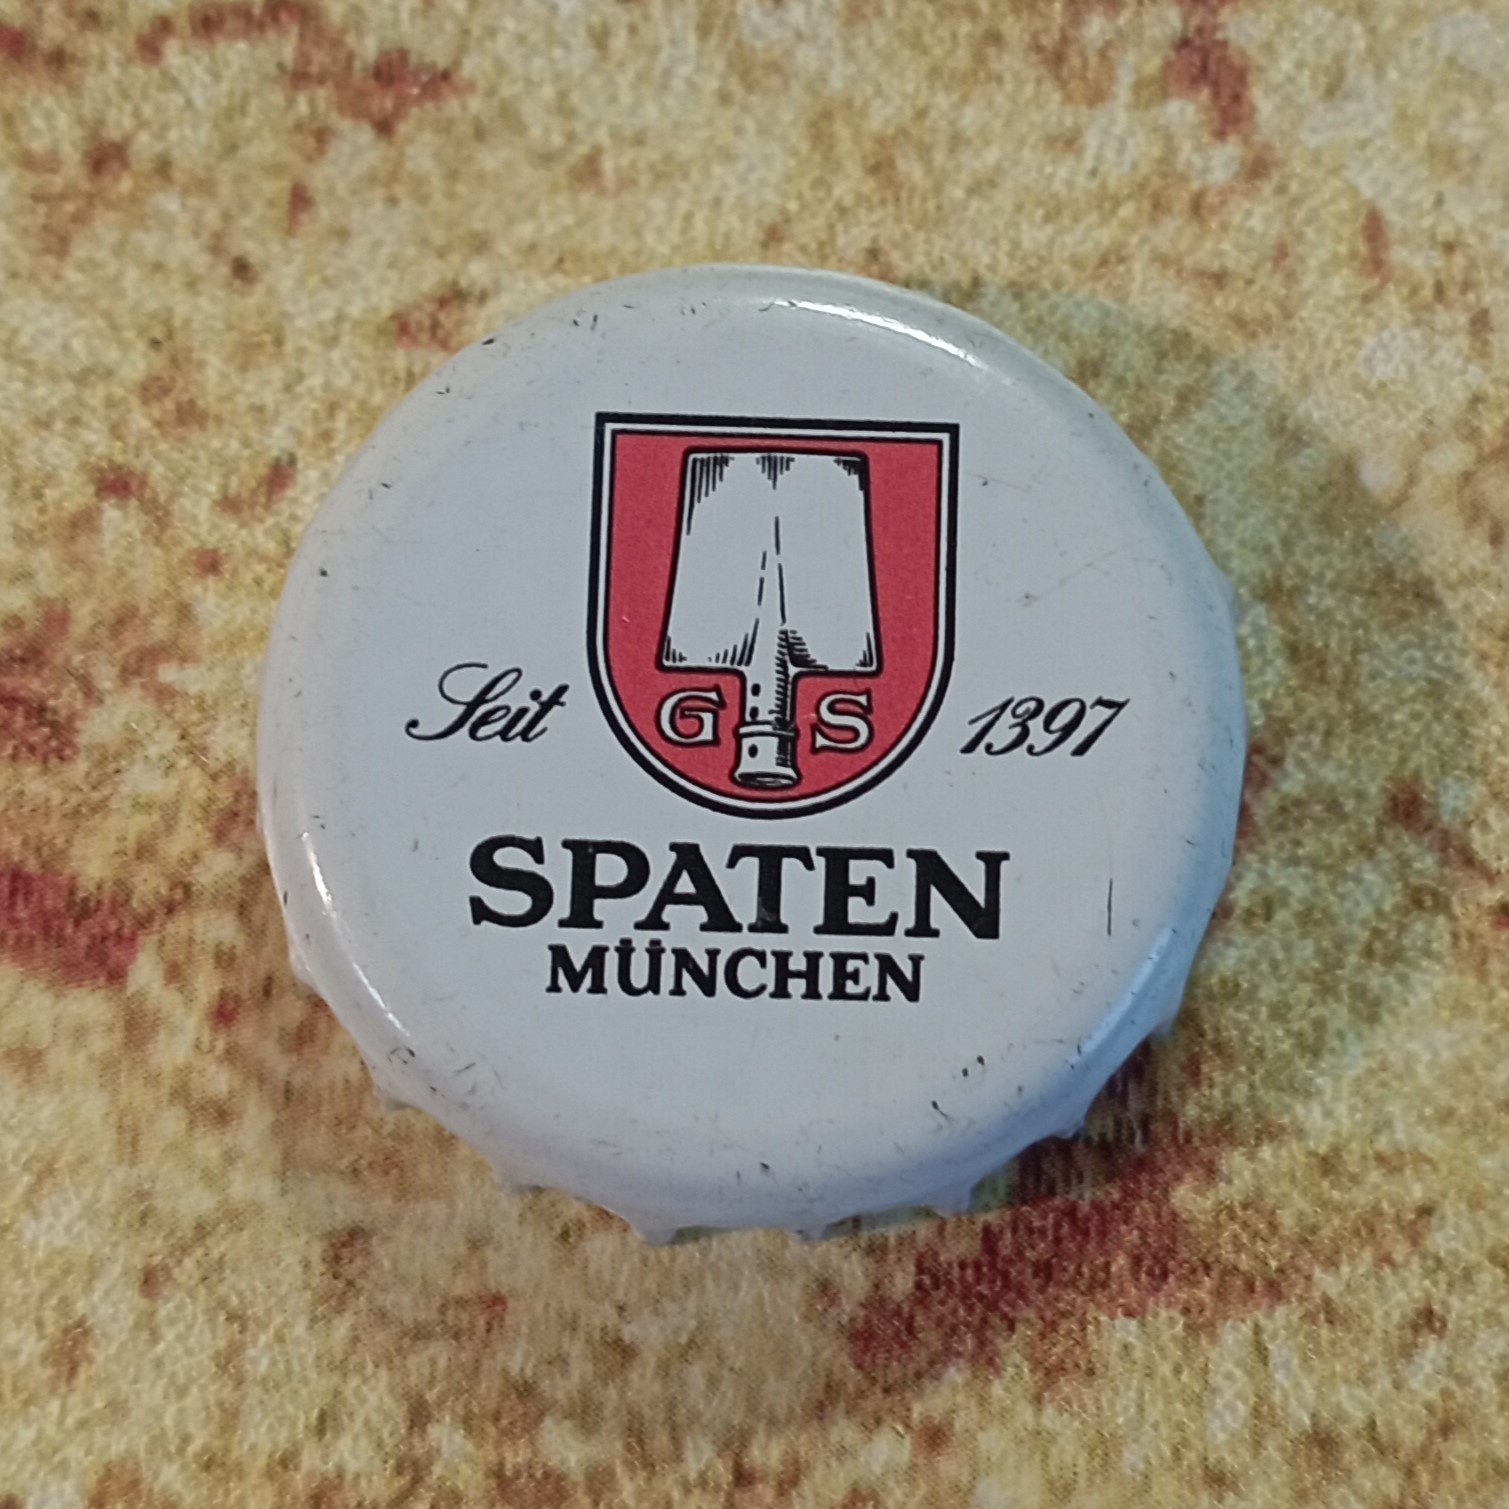 G S
Seit 1397
SPATEN
MÜNCHEN